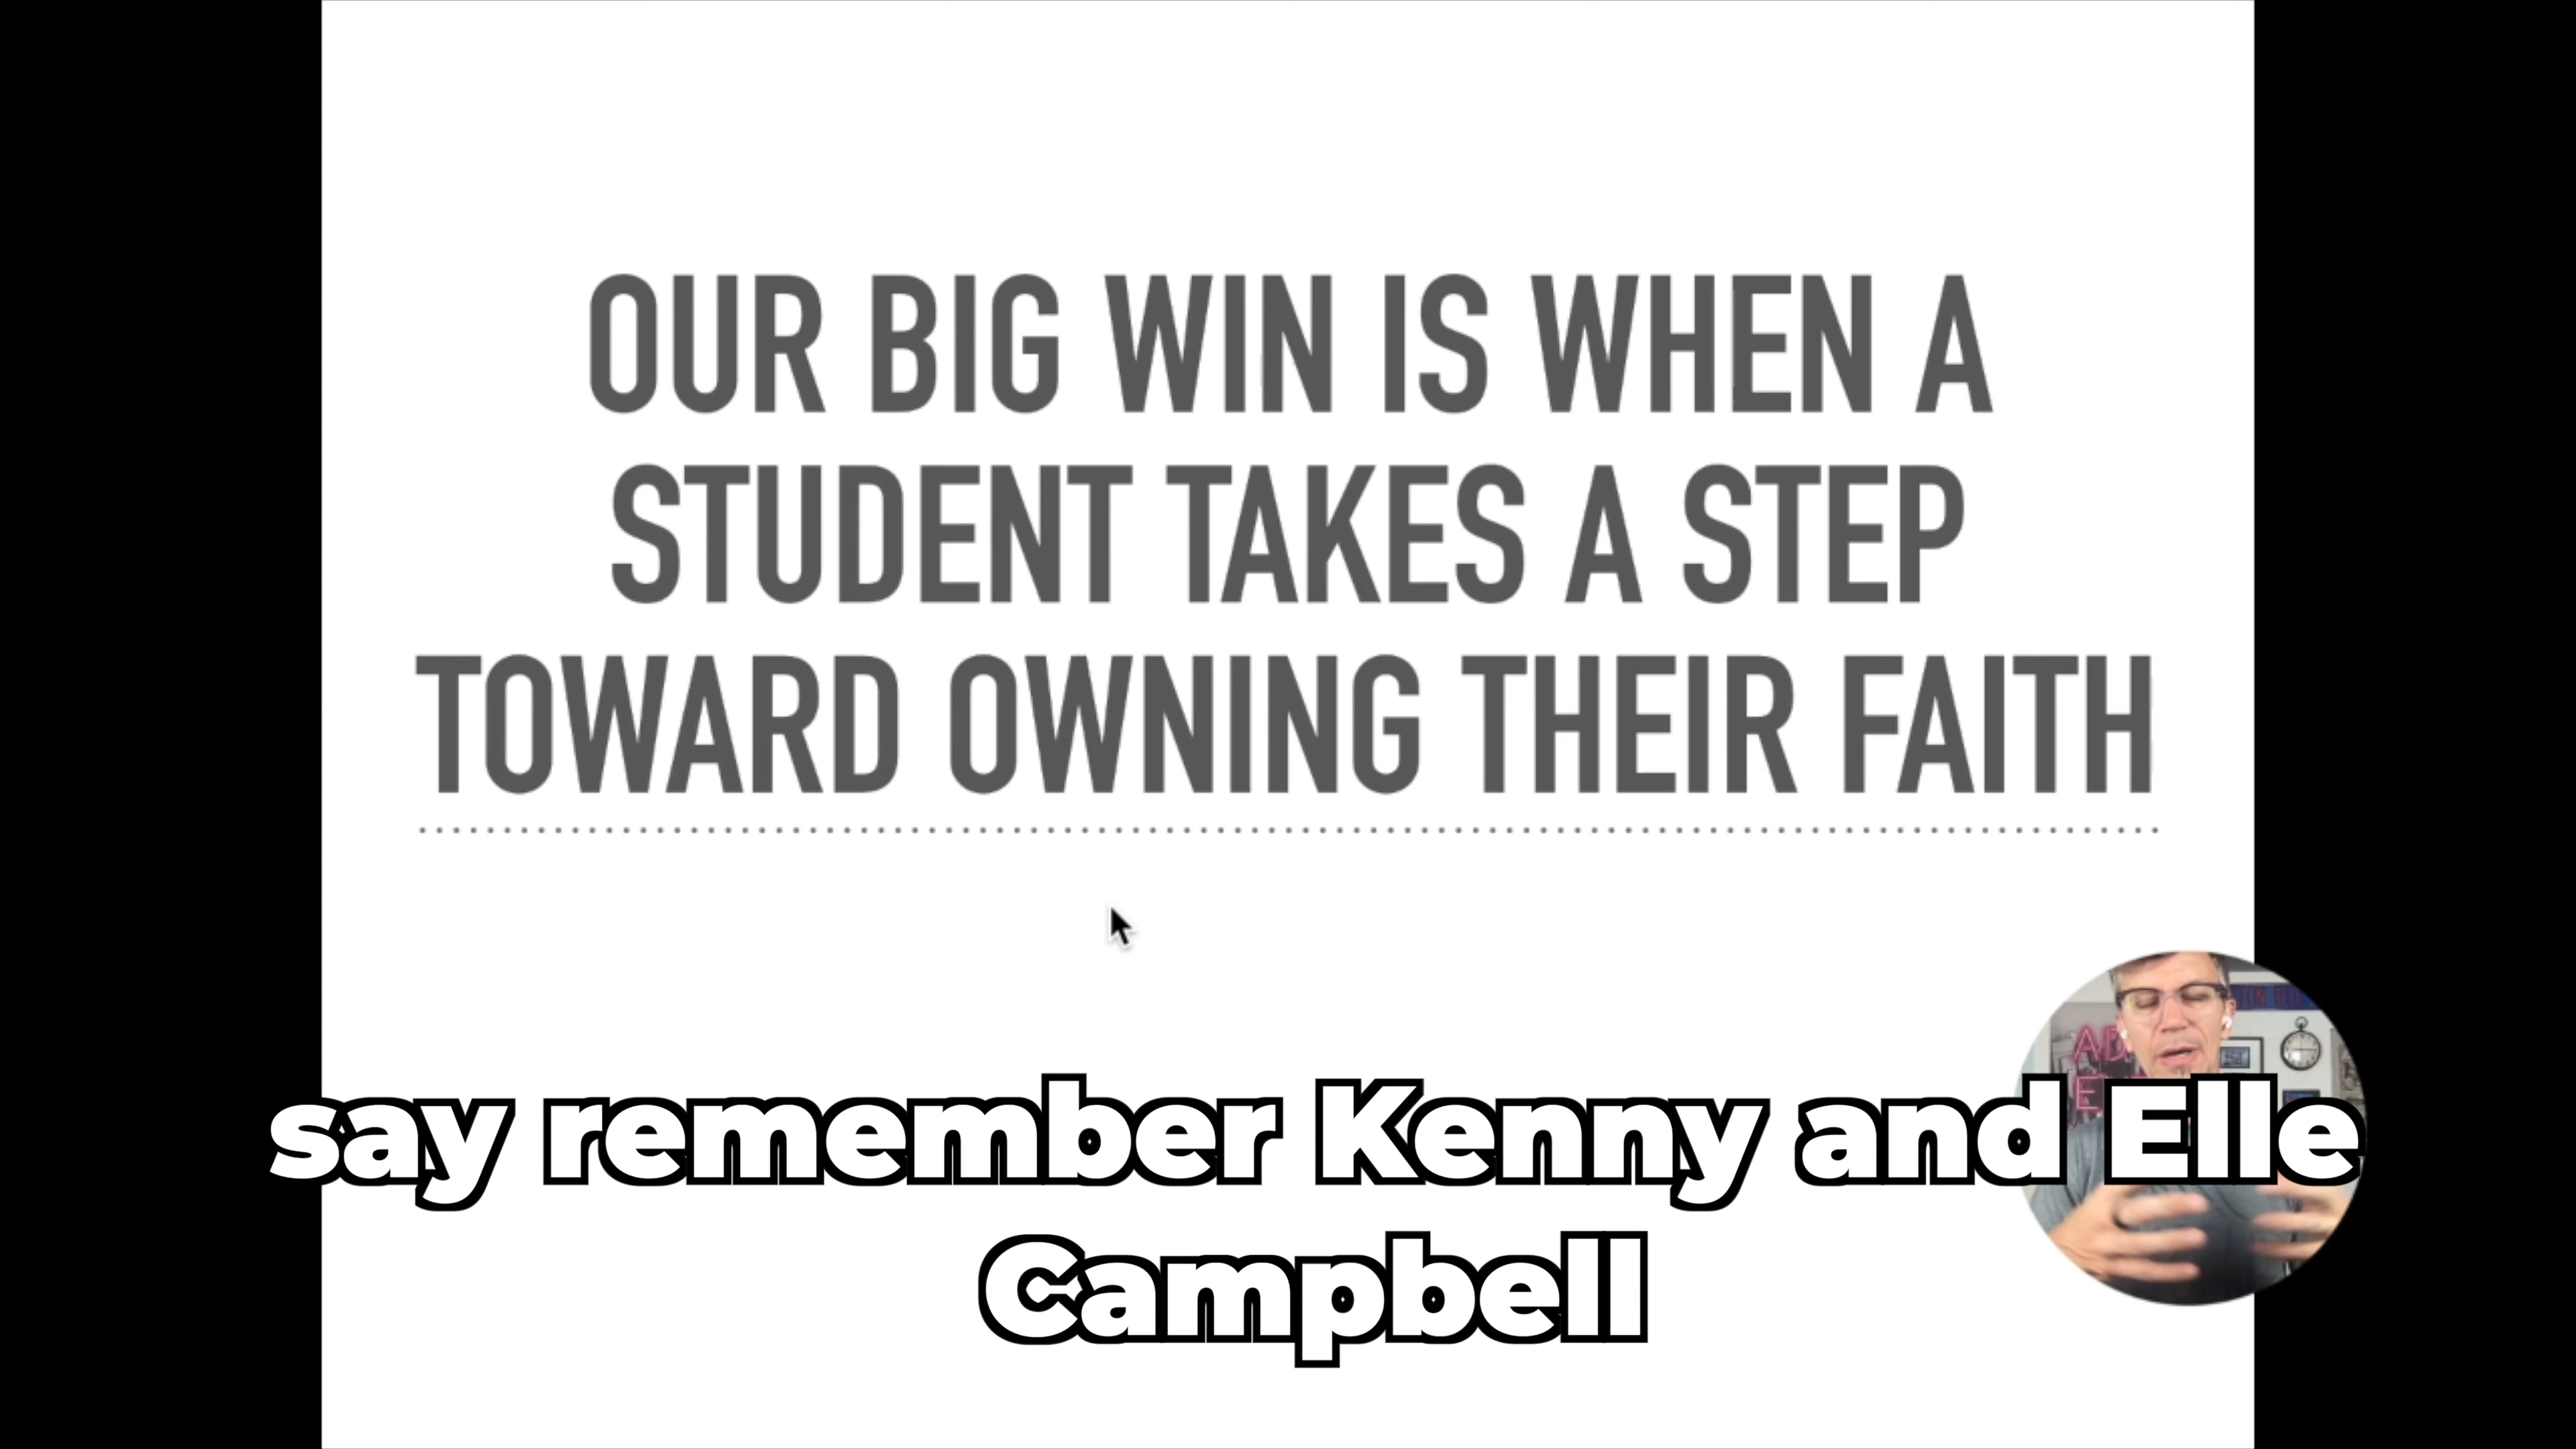 OUR BIG WIN IS WHEN A
STUDENT TAKES A STEP
TOWARD OWNING THEIR FAITH
say remember Kenny and Elle
Campbell